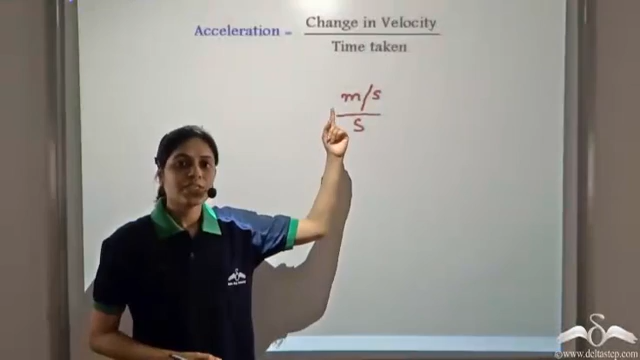 Acceleration = Change in Velocity
Time taken
m/s
s
©www.deltastep.com